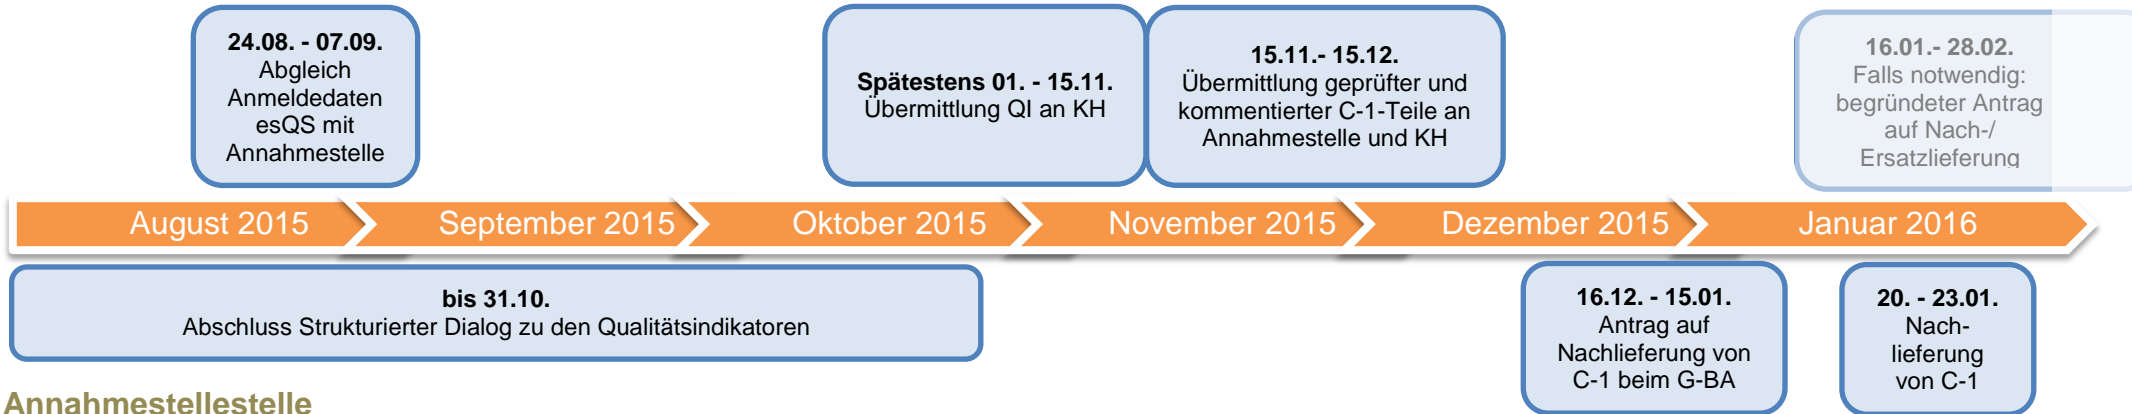 24.08. - 07.09.
Abgleich
Anmeldedaten
esQS mit
Annahmestelle
Spätestens 01. - 15.11.
Übermittlung QI an KH
15.11.- 15.12.
Übermittlung geprüfter und
kommentierter C-1-Teile an
Annahmestelle und KH
16.01.- 28.02.
Falls notwendig:
begründeter Antrag
auf Nach-/
Ersatzlieferung
August 2015
September 2015
Oktober 2015
November 2015
Dezember 2015
Januar 2016
bis 31.10.
Abschluss Strukturierter Dialog zu den Qualitätsindikatoren
16.12. - 15.01.
Antrag auf
Nachlieferung von
C-1 beim G-BA
20. - 23.01.
Nach-
lieferung
von C-1
Annahmestellestelle